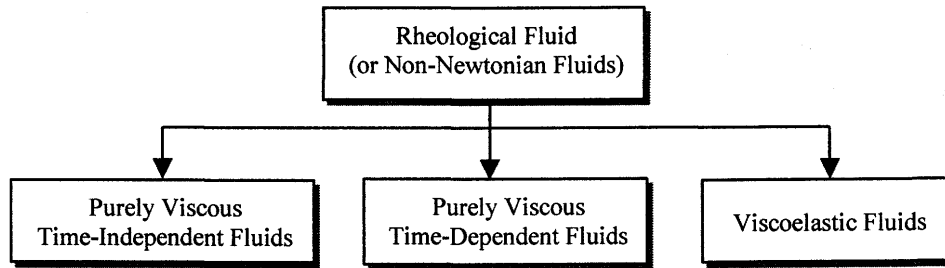 Rheological Fluid
(or Non-Newtonian Fluids)
Purely Viscous
Time-Independent Fluids
Purely Viscous
Time-Dependent Fluids
Viscoelastic Fluids